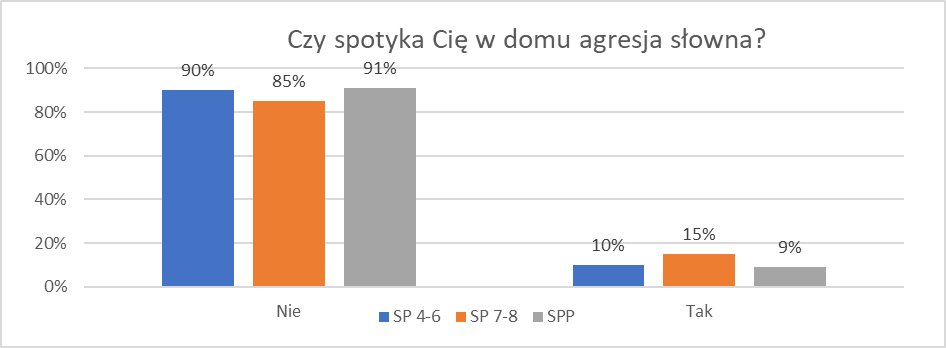 Czy spotyka Cię w domu agresja słowna?
100%
80%
60%
40%
20%
0%
90% 85% 91%
10% 15% 9%
Nie Tak
SP 4-6 SP 7-8 SPP